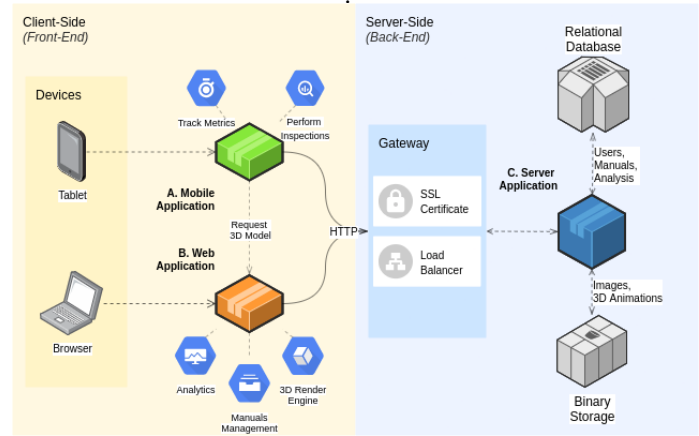 Client-Side
(Front-End)
Server-Side
(Back-End)
Relational
Database
Devices
Track Metrics
Perform
Inspections
Tablet
A. Mobile
Application
Request
3D Model
B. Web
Application
Browser
Analytics
Manuals
Management
3D Render
Engine
HTTP
Gateway
SSL
Certificate
Load
Balancer
C. Server
Application
Users,
Manuals,
Analysis
Images,
3D Animations
Binary
Storage